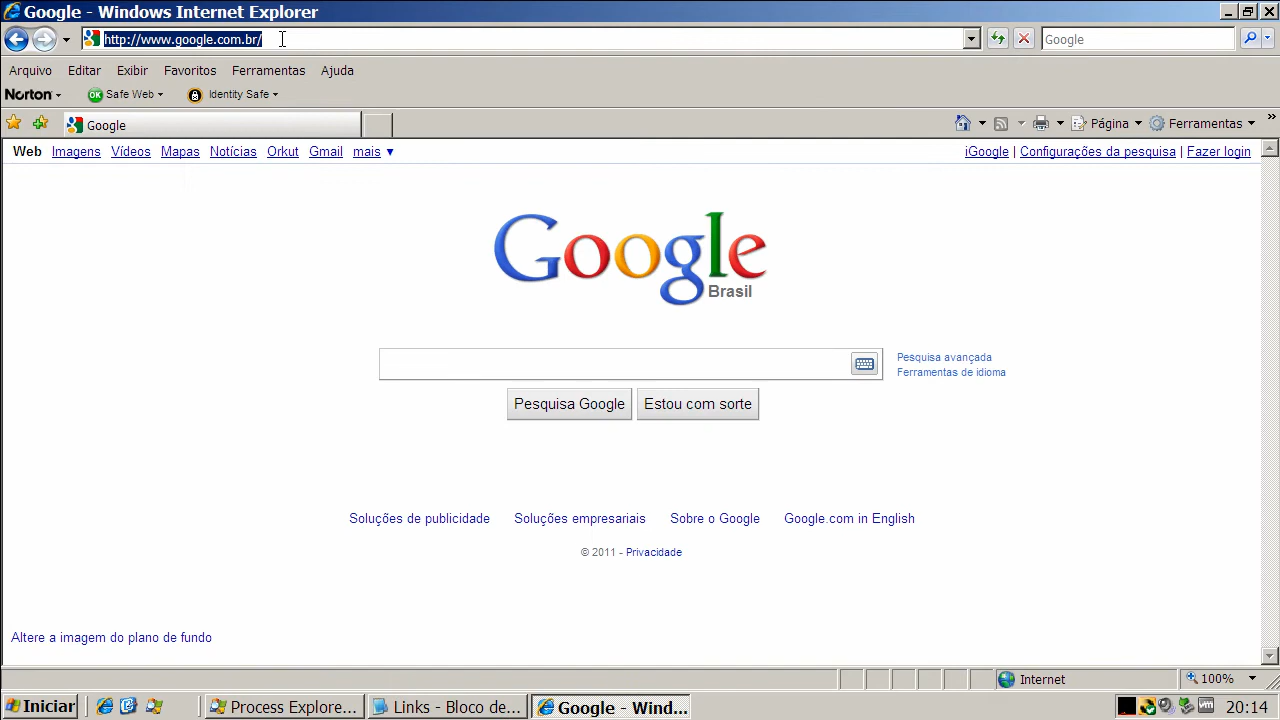 Google - Windows Internet Explorer
http://www.google.com.br/
Google
Arquivo Editar Exibir Favoritos Ferramentas Ajuda
Norton OK Safe Web Identity Safe
Google Página Ferramentas »
Web Imagens Vídeos Mapas Notícias Orkut Gmail mais ▼ iGoogle | Configurações da pesquisa | Fazer login
Google
Brasil
Pesquisa avançada
Ferramentas de idioma
Pesquisa Google Estou com sorte
Soluções de publicidade Soluções empresariais Sobre o Google Google.com in English
© 2011 - Privacidade
Altere a imagem do plano de fundo
Internet 100%
Iniciar Process Explore... Links - Bloco de... Google - Wind... 20:14